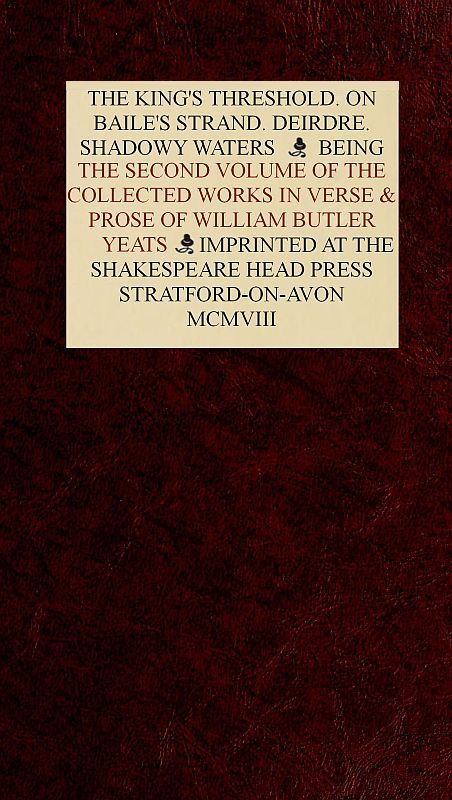 THE KING'S THRESHOLD. ON
BAILE'S STRAND. DEIRDRE.
SHADOWY WATERS BEING
THE SECOND VOLUME OF THE
COLLECTED WORKS IN VERSE &
PROSE OF WILLIAM BUTLER
YEATS IMPRINTED AT THE
SHAKESPEARE HEAD PRESS
STRATFORD-ON-AVON
MCMVIII